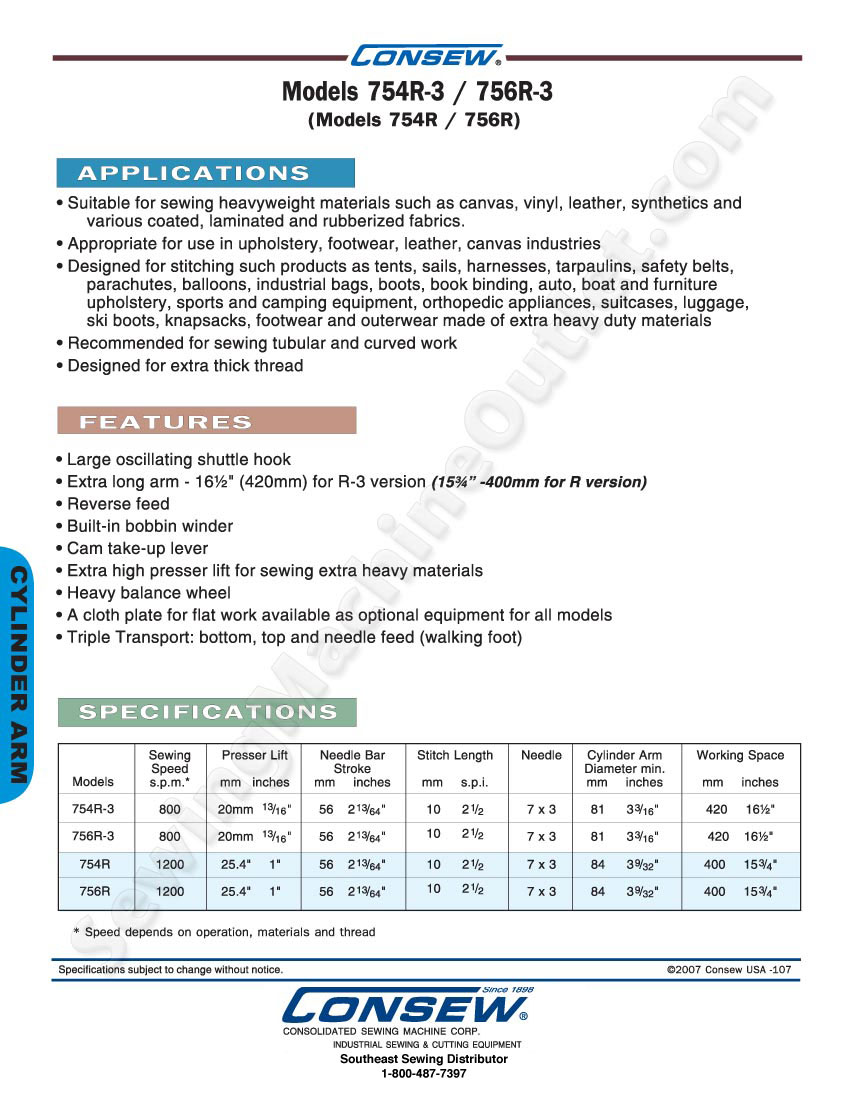 CONSEW®
Models 754R-3 / 756R-3
(Models 754R / 756R)
APPLICATIONS
• Suitable for sewing heavyweight materials such as canvas, vinyl, leather, synthetics and
various coated, laminated and rubberized fabrics.
• Appropriate for use in upholstery, footwear, leather, canvas industries
• Designed for stitching such products as tents, sails, harnesses, tarpaulins, safety belts,
parachutes, balloons, industrial bags, boots, book binding, auto, boat and furniture
upholstery, sports and camping equipment, orthopedic appliances, suitcases, luggage,
ski boots, knapsacks, footwear and outerwear made of extra heavy duty materials
• Recommended for sewing tubular and curved work
• Designed for extra thick thread
FEATURES
• Large oscillating shuttle hook
• Extra long arm - 16½" (420mm) for R-3 version (15¾” -400mm for R version)
• Reverse feed
• Built-in bobbin winder
• Cam take-up lever
• Extra high presser lift for sewing extra heavy materials
• Heavy balance wheel
• A cloth plate for flat work available as optional equipment for all models
• Triple Transport: bottom, top and needle feed (walking foot)
CYLINDER ARM
SPECIFICATIONS
Sewing Presser Lift Needle Bar Stitch Length Needle Cylinder Arm Working Space
Speed Stroke Diameter min.
Models s.p.m.* mm inches mm inches mm s.p.i. mm inches mm inches
754R-3 800 20mm 13/16" 56 2 13/64" 10 2 1/2 7 x 3 81 3 3/16" 420 16½"
756R-3 800 20mm 13/16" 56 2 13/64" 10 2 1/2 7 x 3 81 3 3/16" 420 16½"
754R 1200 25.4" 1" 56 2 13/64" 10 2 1/2 7 x 3 84 3 9/32" 400 15 3/4"
756R 1200 25.4" 1" 56 2 13/64" 10 2 1/2 7 x 3 84 3 9/32" 400 15 3/4"
* Speed depends on operation, materials and thread
Specifications subject to change without notice. ©2007 Consew USA -107
Since 1898
CONSEW®
CONSOLIDATED SEWING MACHINE CORP.
INDUSTRIAL SEWING & CUTTING EQUIPMENT
Southeast Sewing Distributor
1-800-487-7397
SewingMachineOutlet.com